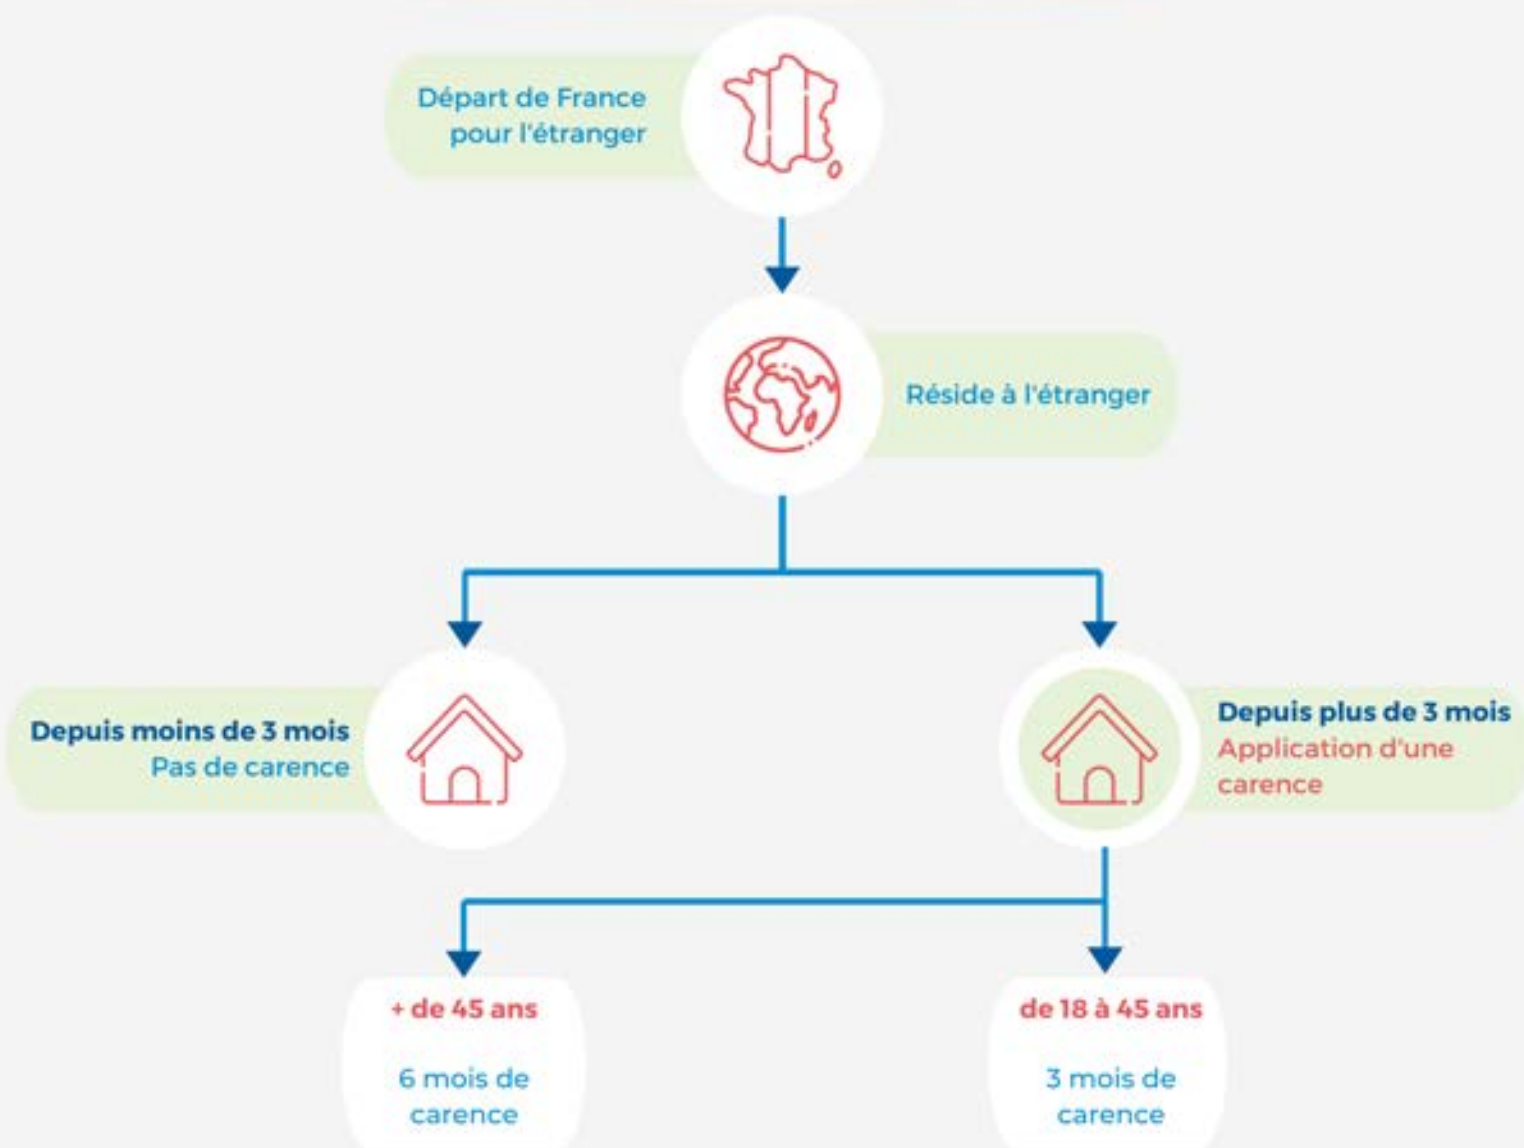 Départ de France
pour l'étranger
Réside à l'étranger
Depuis moins de 3 mois
Pas de carence
Depuis plus de 3 mois
Application d'une
carence
+ de 45 ans
6 mois de
carence
de 18 à 45 ans
3 mois de
carence